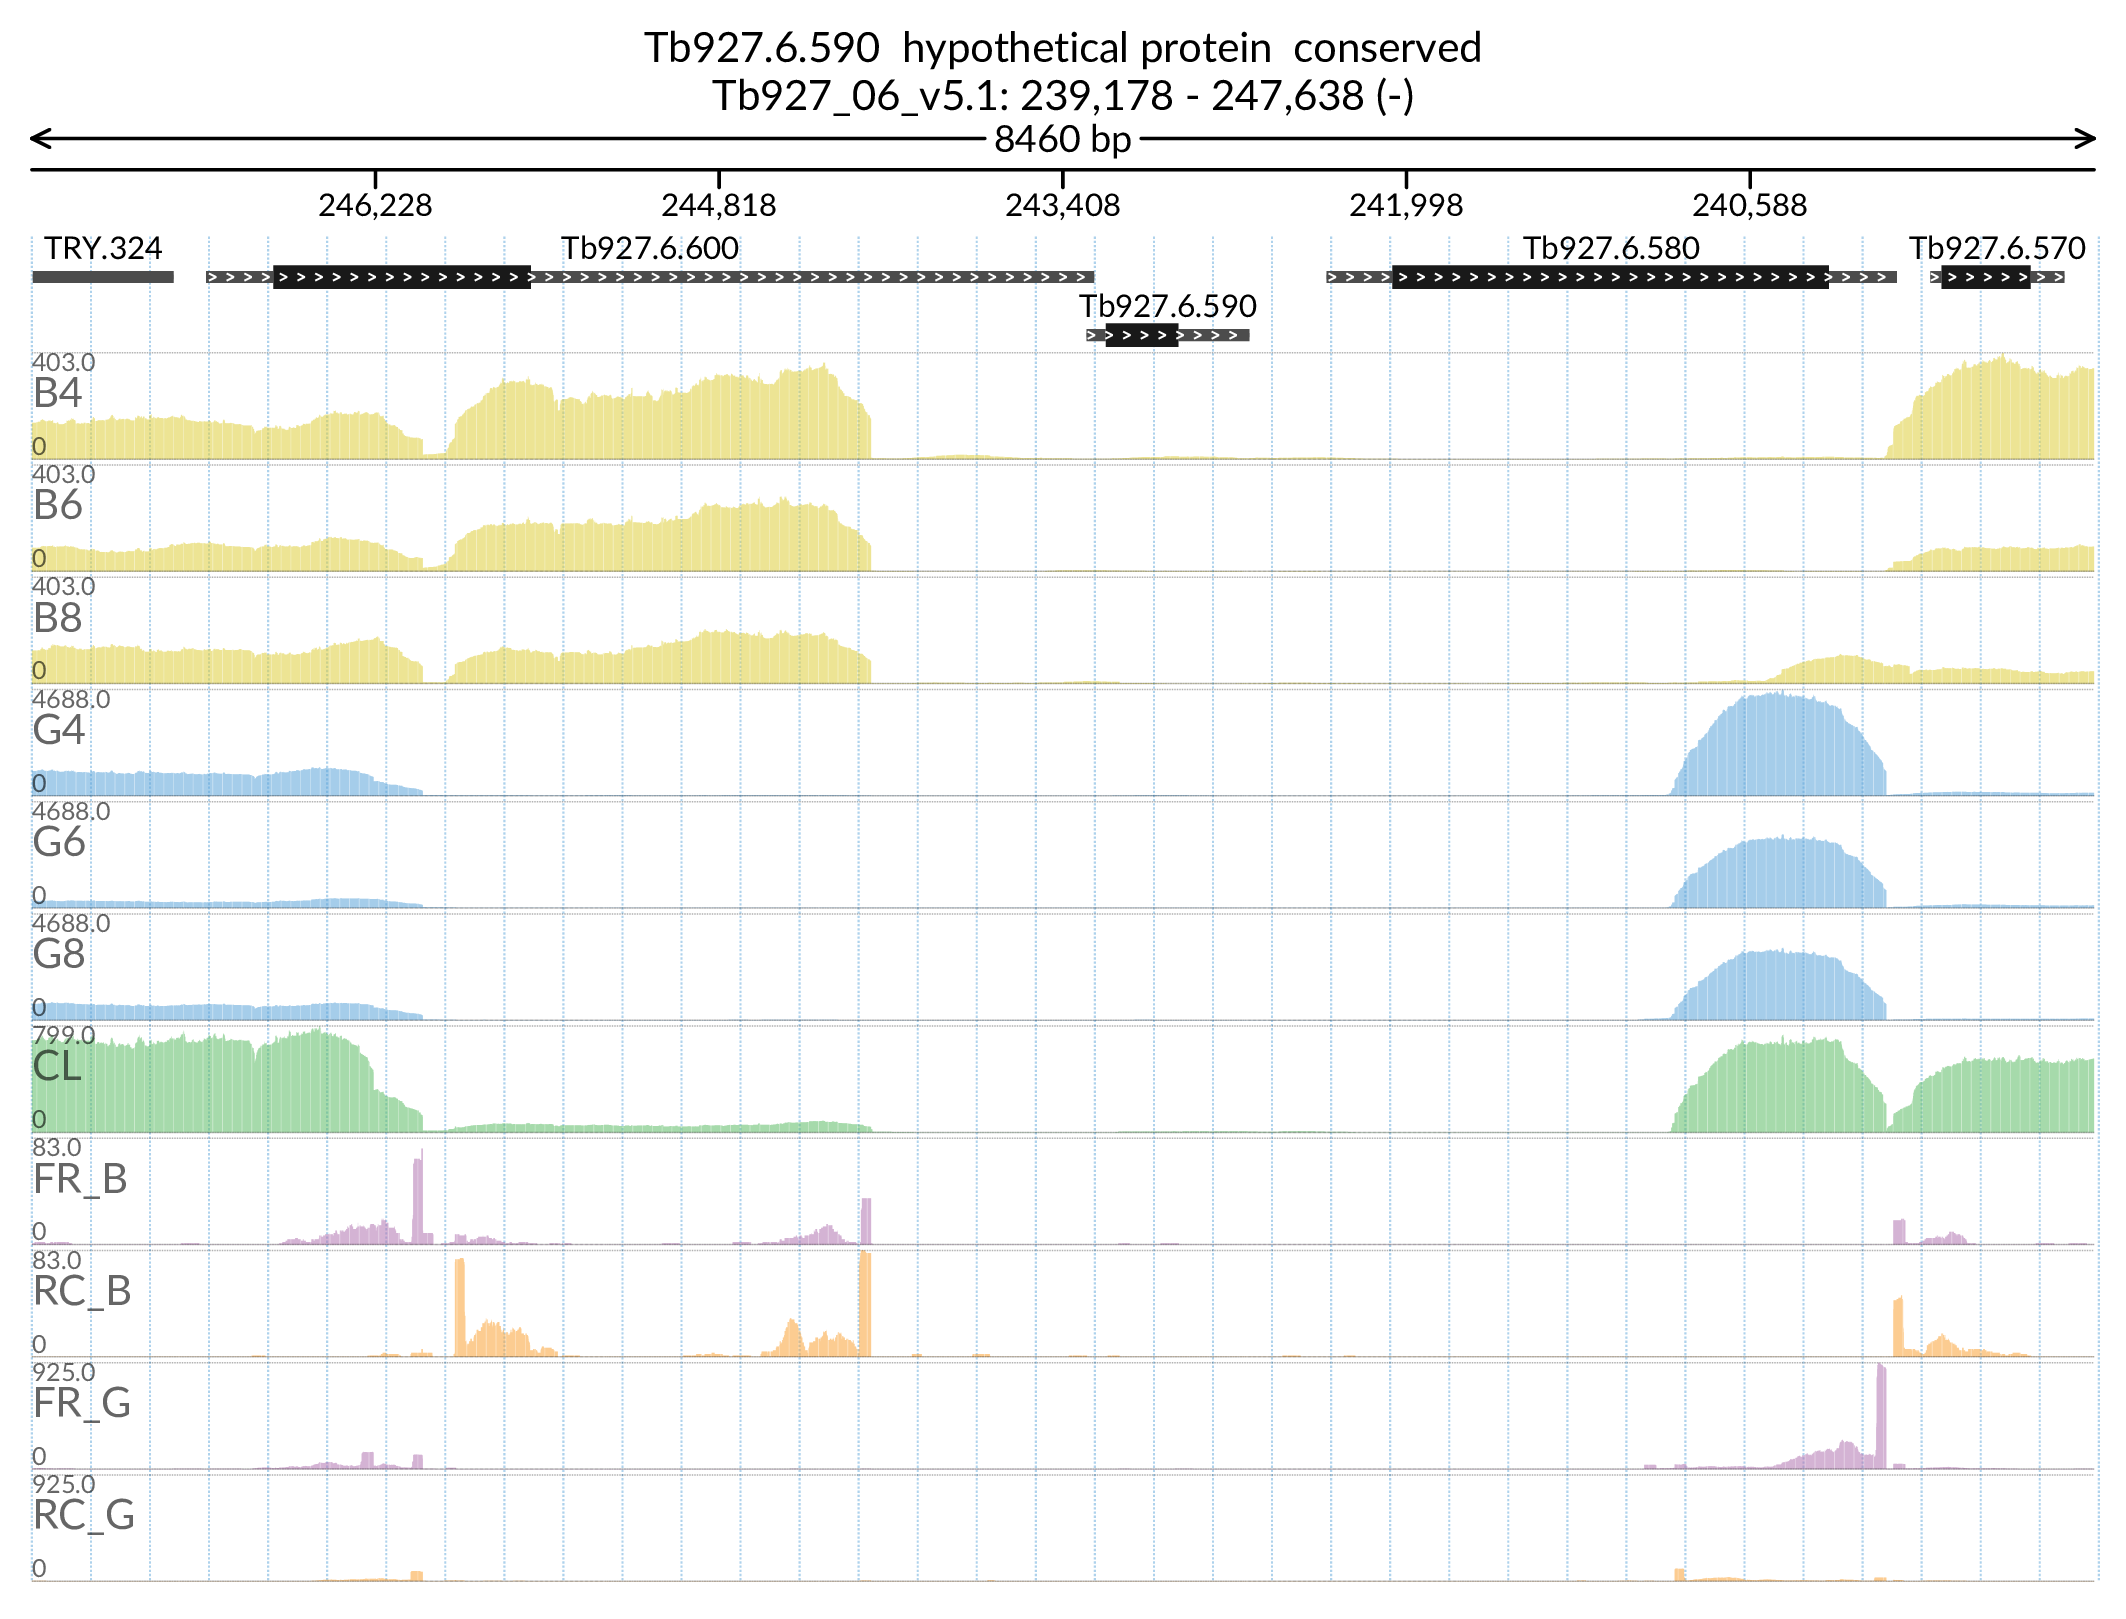 Tb927.6.590  hypothetical protein  conserved
Tb927_06_v5.1: 239,178 - 247,638 (-)
8460 bp
246,228 244,818 243,408 241,998 240,588
TRY.324 Tb927.6.600 Tb927.6.580 Tb927.6.570
Tb927.6.590
403.0
B4
0
403.0
B6
0
403.0
B8
0
4688.0
G4
0
4688.0
G6
0
4688.0
G8
0
799.0
CL
0
83.0
FR_B
0
83.0
RC_B
0
925.0
FR_G
0
925.0
RC_G
0